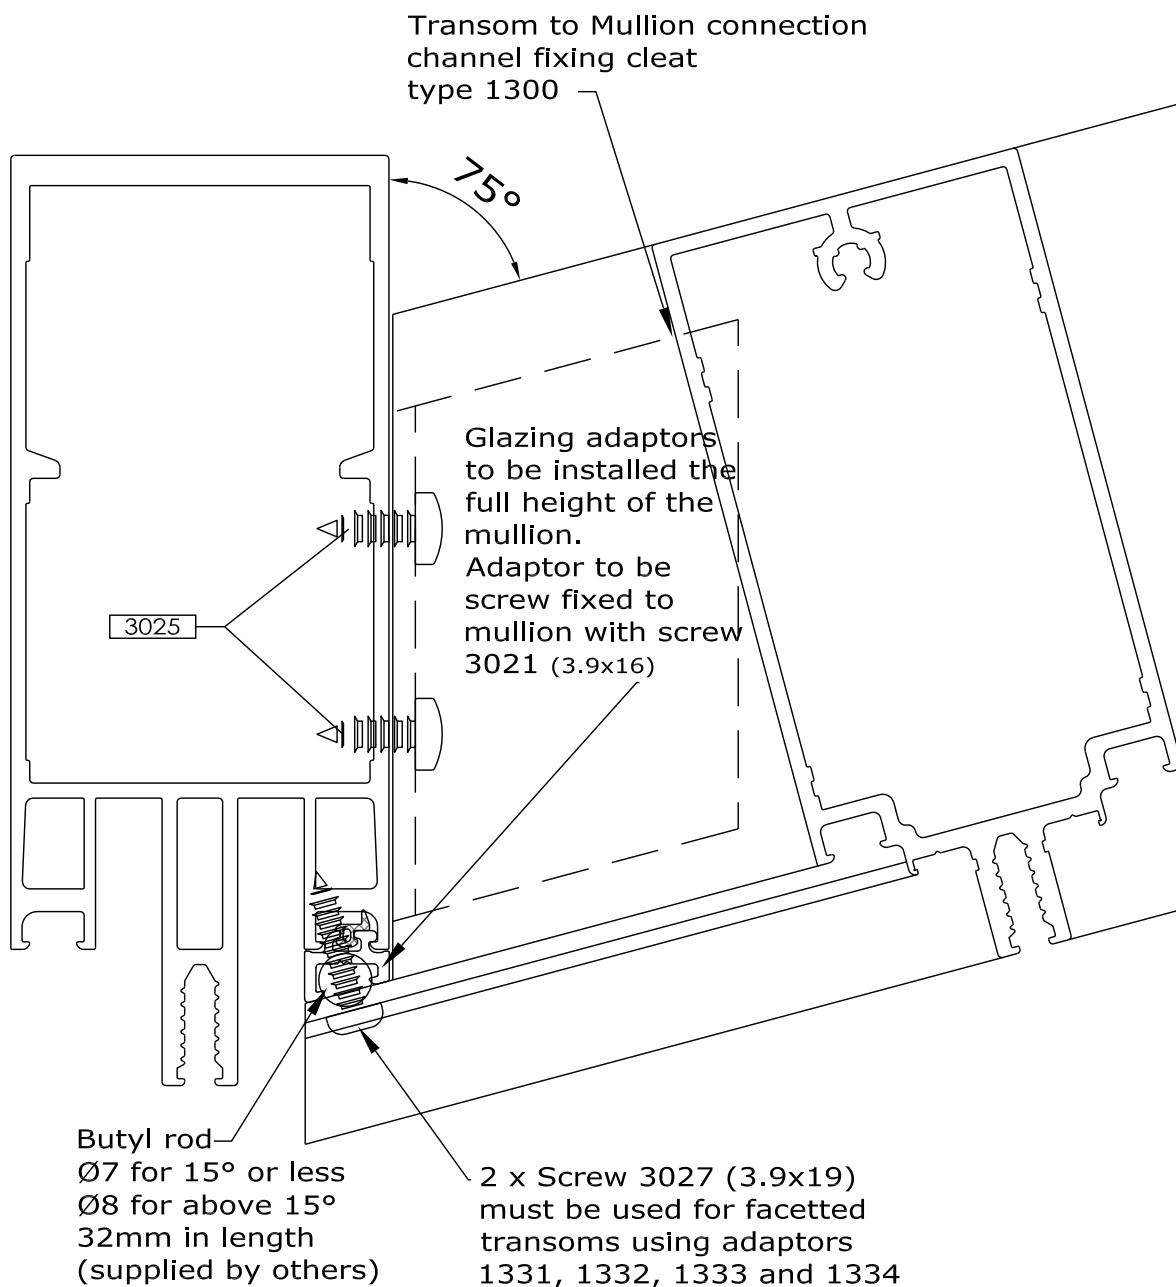 Transom to Mullion connection
channel fixing cleat
type 1300
75°
Glazing adaptors
to be installed the
full height of the
mullion.
Adaptor to be
screw fixed to
mullion with screw
3021 (3.9x16)
3025
Butyl rod
Ø7 for 15° or less
Ø8 for above 15°
32mm in length
(supplied by others)
2 x Screw 3027 (3.9x19)
must be used for facetted
transoms using adaptors
1331, 1332, 1333 and 1334